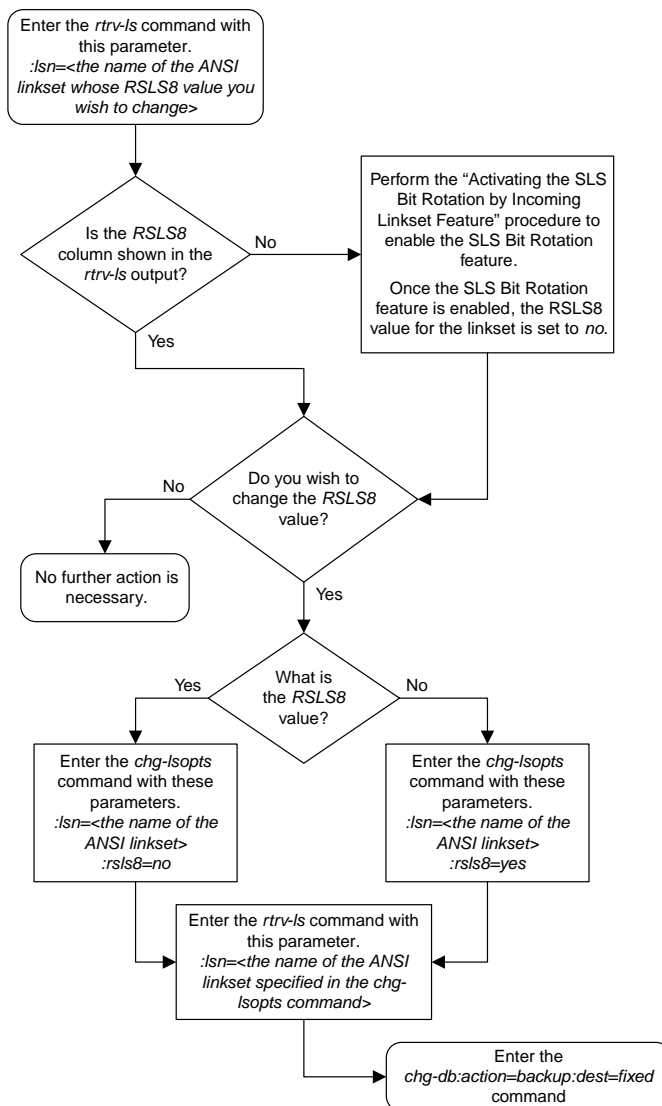 Enter the rtrv-ls command with
this parameter.
:lsn=<the name of the ANSI
linkset whose RSLS8 value you
wish to change>
Is the RSLS8
column shown in the
rtrv-ls output?
No
Perform the “Activating the SLS
Bit Rotation by Incoming
Linkset Feature” procedure to
enable the SLS Bit Rotation
feature.
Once the SLS Bit Rotation
feature is enabled, the RSLS8
value for the linkset is set to no.
Yes
Do you wish to
change the RSLS8
value?
No
No further action is
necessary.
Yes
What is
the RSLS8
value?
Yes
No
Enter the chg-lsopts
command with these
parameters.
:lsn=<the name of the
ANSI linkset>
:rsls8=no
Enter the chg-lsopts
command with these
parameters.
:lsn=<the name of the
ANSI linkset>
:rsls8=yes
Enter the rtrv-ls command with
this parameter.
:lsn=<the name of the ANSI
linkset specified in the chg-
lsopts command>
Enter the
chg-db:action=backup:dest=fixed
command